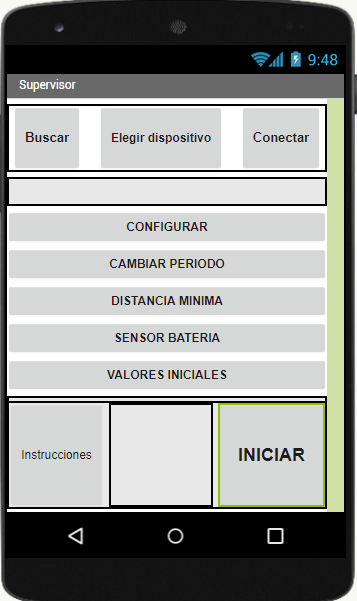 9:48
Supervisor
Buscar Elegir dispositivo Conectar
CONFIGURAR
CAMBIAR PERIODO
DISTANCIA MINIMA
SENSOR BATERIA
VALORES INICIALES
Instrucciones INICIAR